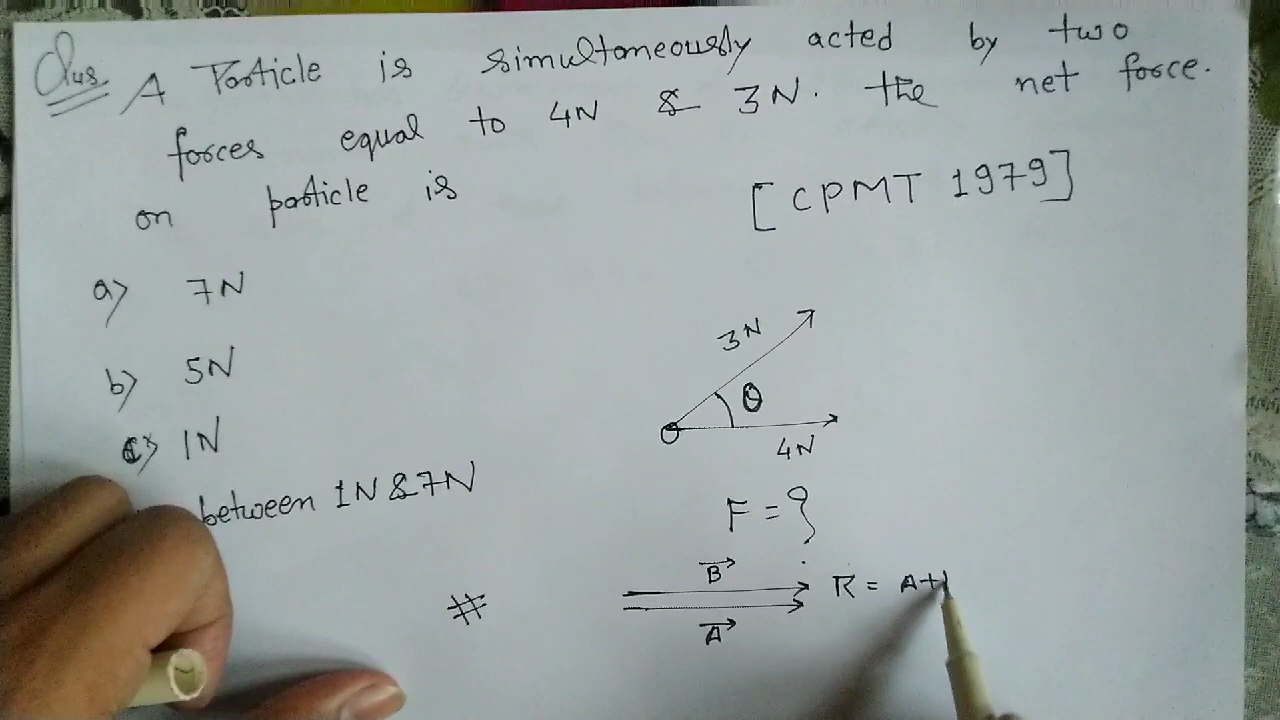 Qus. A Particle is simultaneously acted by two
forces equal to 4N & 3N. the net force.
on particle is
[CPMT 1979]
a) 7N
b) 5N
c) 1N
between 1N & 7N
3N
θ
4N
F = ?
# B
R = A+
A